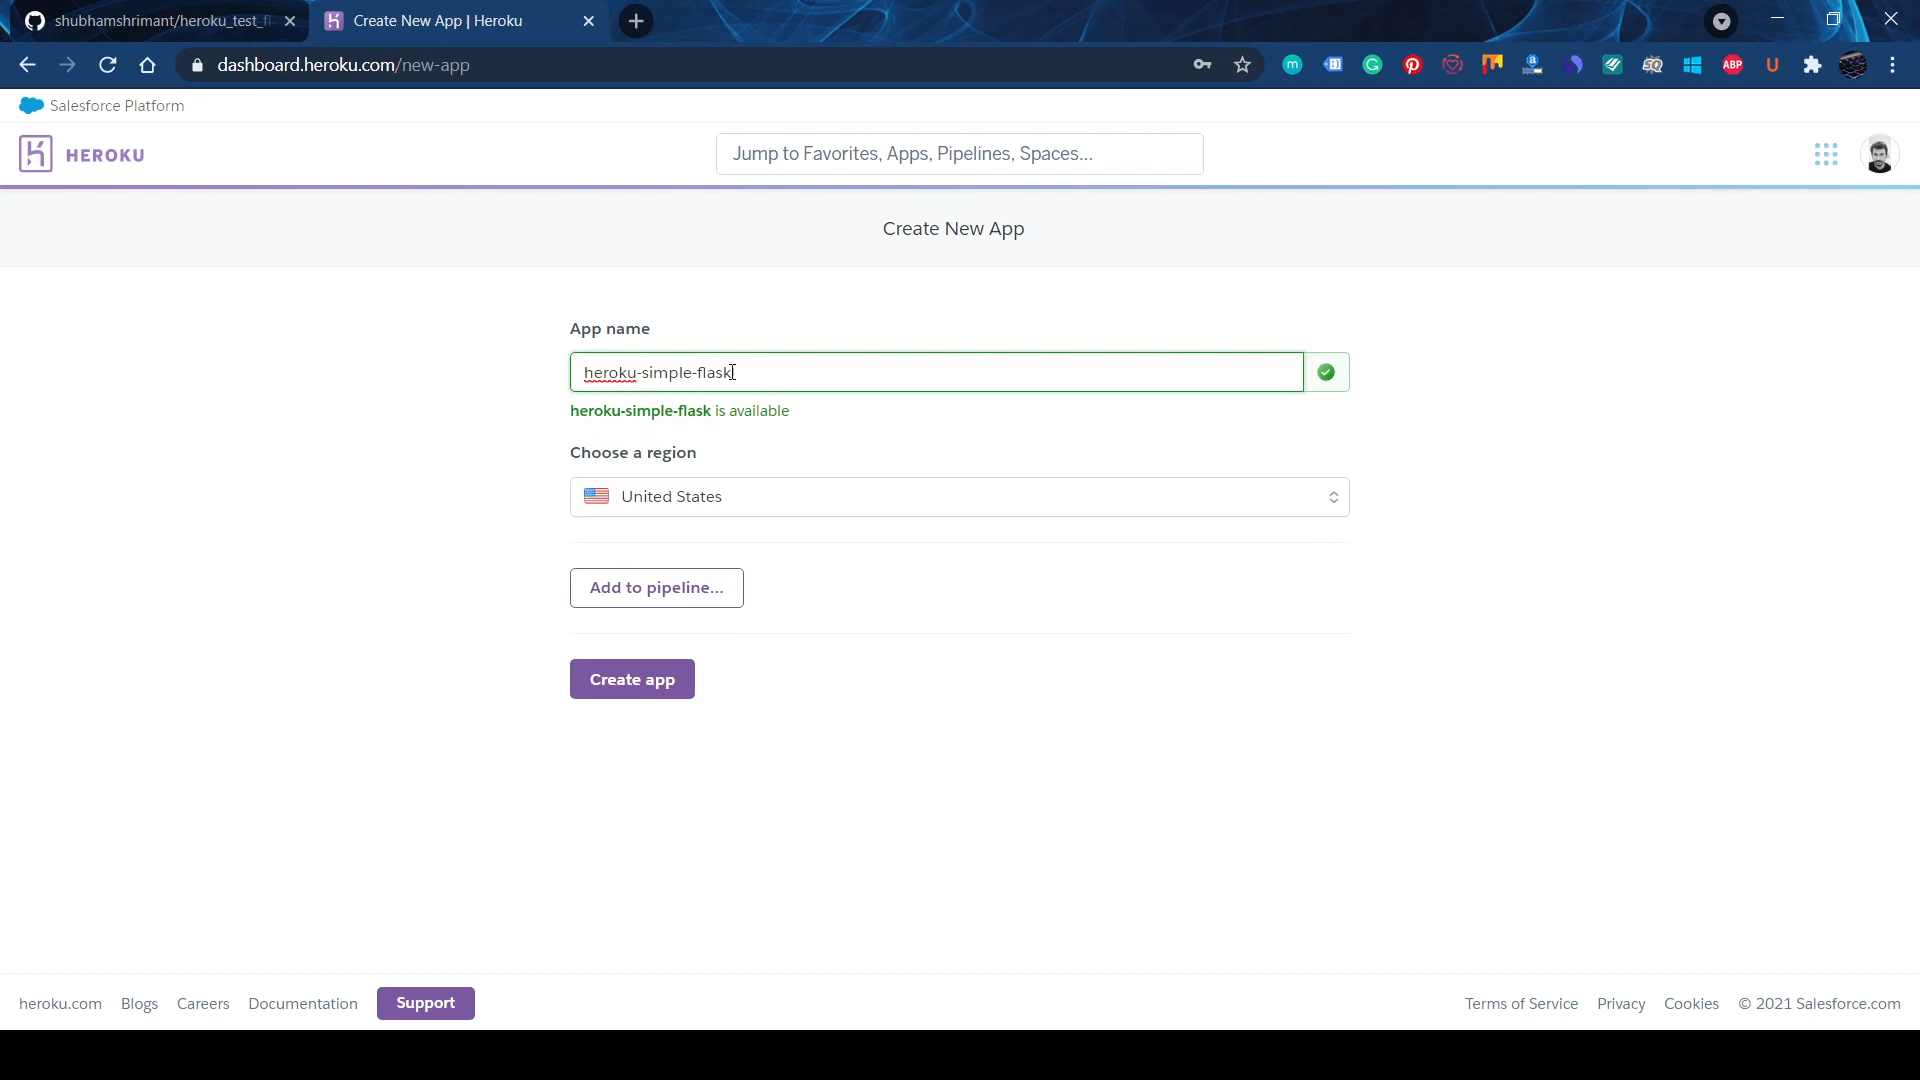 shubhamshrimant/heroku_test_fl
Create New App | Heroku
dashboard.heroku.com/new-app
Salesforce Platform
HEROKU
Jump to Favorites, Apps, Pipelines, Spaces...
Create New App
App name
heroku-simple-flask
heroku-simple-flask is available
Choose a region
United States
Add to pipeline...
Create app
heroku.com Blogs Careers Documentation Support
Terms of Service Privacy Cookies © 2021 Salesforce.com